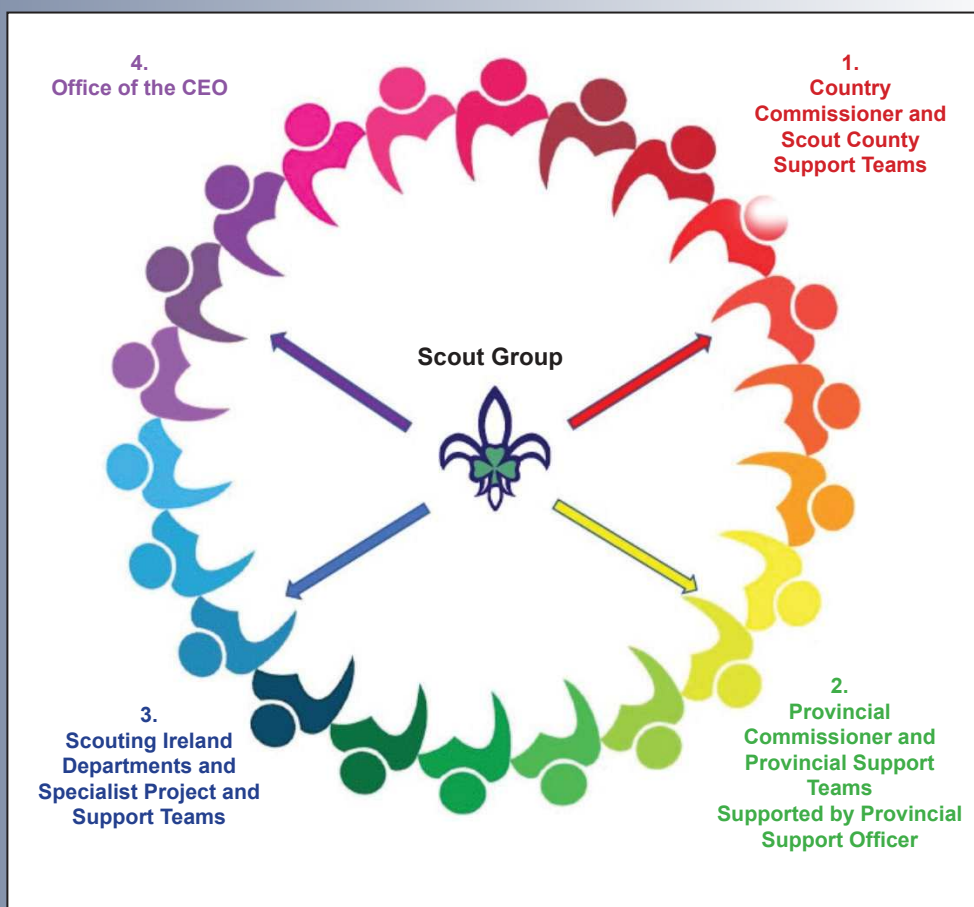 4.
Office of the CEO
1.
Country
Commissioner and
Scout County
Support Teams
Scout Group
3.
Scouting Ireland
Departments and
Specialist Project and
Support Teams
2.
Provincial
Commissioner and
Provincial Support
Teams
Supported by Provincial
Support Officer